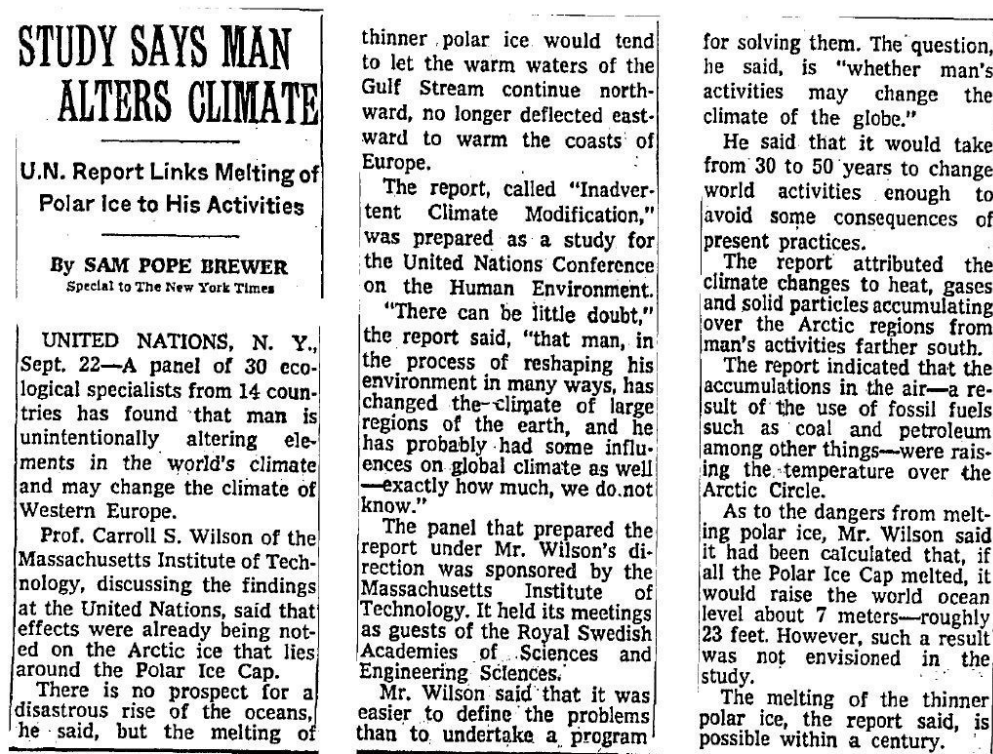 STUDY SAYS MAN
ALTERS CLIMATE
U.N. Report Links Melting of
Polar Ice to His Activities
By SAM POPE BREWER
Special to The New York Times
UNITED NATIONS, N. Y.,
Sept. 22—A panel of 30 eco-
logical specialists from 14 coun-
tries has found that man is
unintentionally altering ele-
ments in the world's climate
and may change the climate of
Western Europe.
Prof. Carroll S. Wilson of the
Massachusetts Institute of Tech-
nology, discussing the findings
at the United Nations, said that
effects were already being not-
ed on the Arctic ice that lies
around the Polar Ice Cap.
There is no prospect for a
disastrous rise of the oceans,
he said, but the melting of
thinner polar ice would tend
to let the warm waters of the
Gulf Stream continue north-
ward, no longer deflected east-
ward to warm the coasts of
Europe.
The report, called "Inadver-
tent Climate Modification,"
was prepared as a study for
the United Nations Conference
on the Human Environment.
"There can be little doubt,"
the report said, "that man, in
the process of reshaping his
environment in many ways, has
changed the climate of large
regions of the earth, and he
has probably had some influ-
ences on global climate as well
—exactly how much, we do not
know."
The panel that prepared the
report under Mr. Wilson's di-
rection was sponsored by the
Massachusetts Institute of
Technology. It held its meetings
as guests of the Royal Swedish
Academies of Sciences and
Engineering Sciences.
Mr. Wilson said that it was
easier to define the problems
than to undertake a program
for solving them. The question,
he said, is "whether man's
activities may change the
climate of the globe."
He said that it would take
from 30 to 50 years to change
world activities enough to
avoid some consequences of
present practices.
The report attributed the
climate changes to heat, gases
and solid particles accumulating
over the Arctic regions from
man's activities farther south.
The report indicated that the
accumulations in the air—a re-
sult of the use of fossil fuels
such as coal and petroleum
among other things—were rais-
ing the temperature over the
Arctic Circle.
As to the dangers from melt-
ing polar ice, Mr. Wilson said
it had been calculated that, if
all the Polar Ice Cap melted, it
would raise the world ocean
level about 7 meters—roughly
23 feet. However, such a result
was not envisioned in the
study.
The melting of the thinner
polar ice, the report said, is
possible within a century.